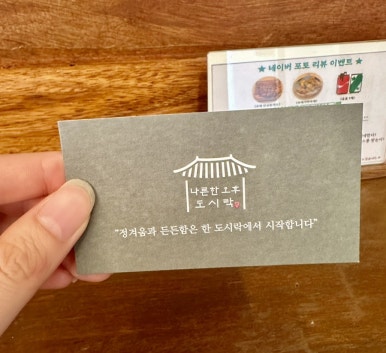 ★ 네이버 포토 리뷰 이벤트 ★
나른한 오후
도시락
"정겨움과 든든함은 한 도시락에서 시작합니다"